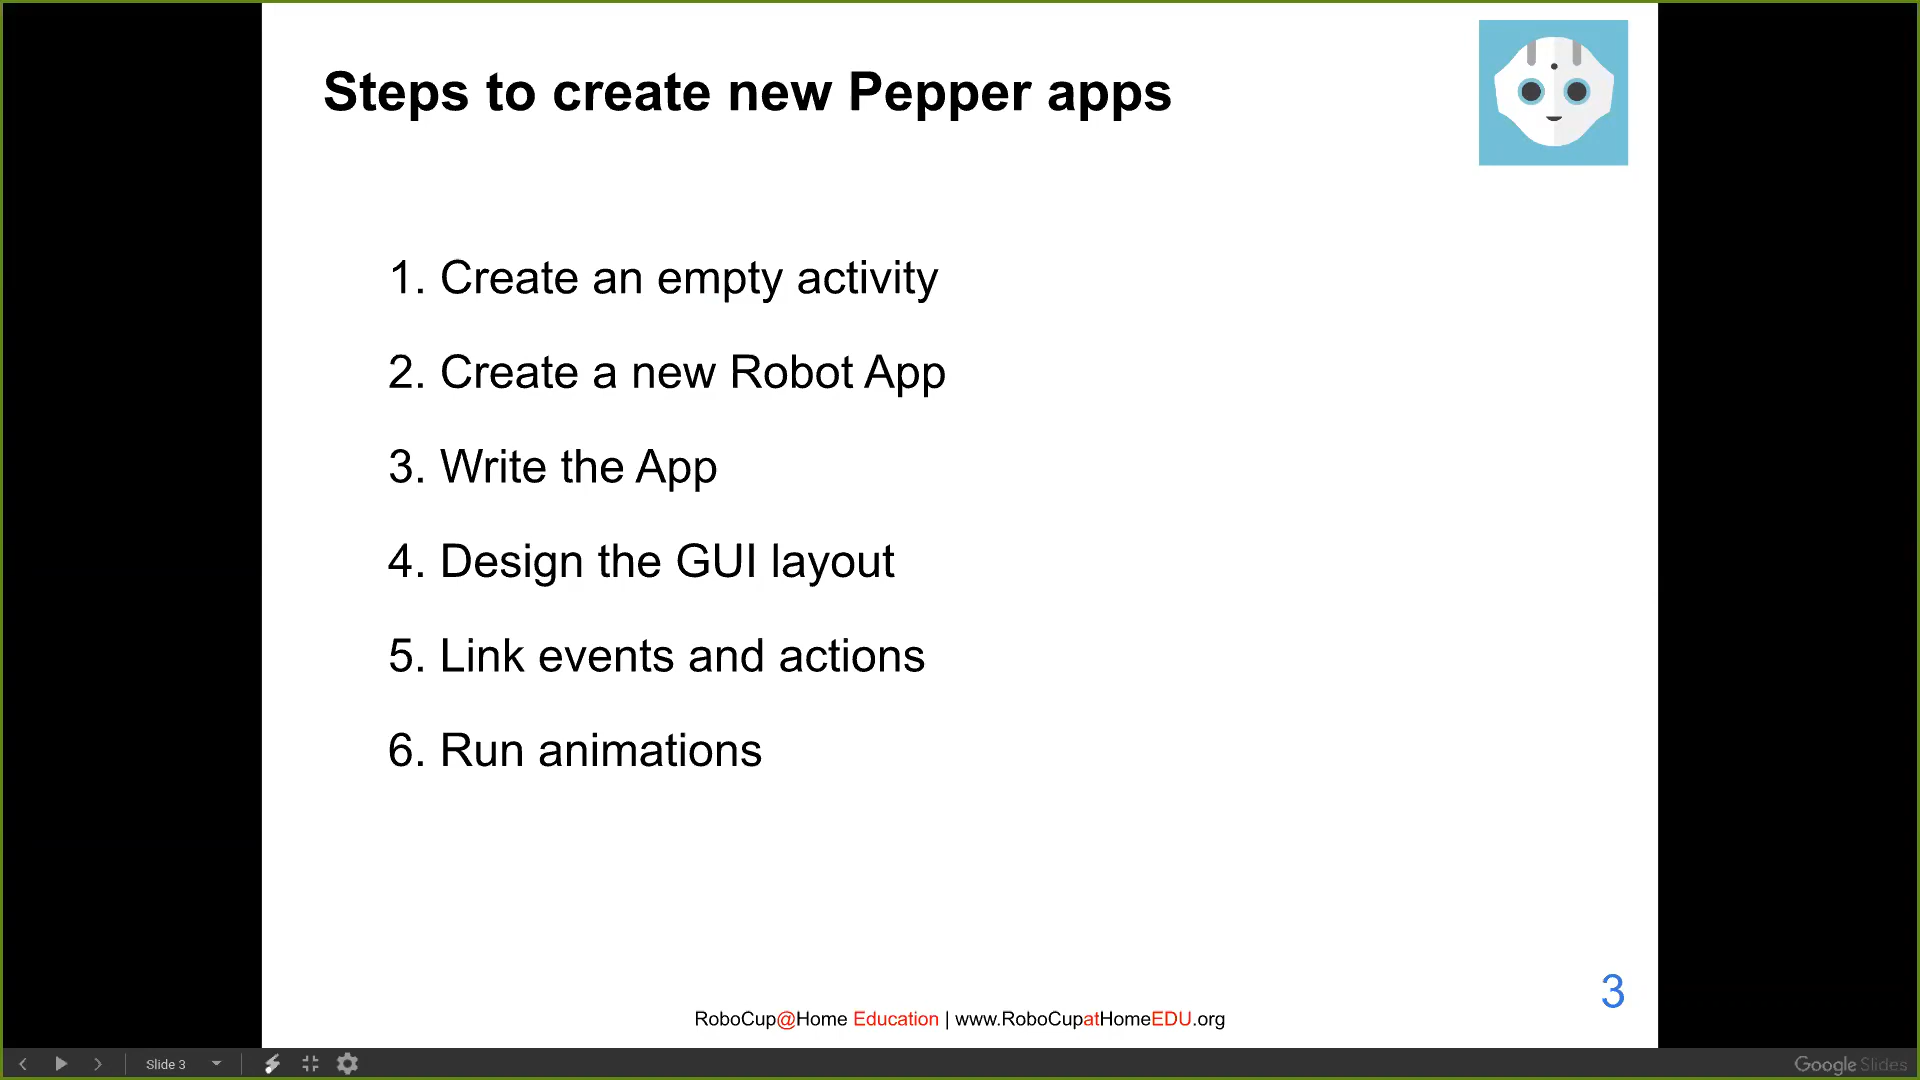 Steps to create new Pepper apps
1. Create an empty activity
2. Create a new Robot App
3. Write the App
4. Design the GUI layout
5. Link events and actions
6. Run animations
3
RoboCup@Home Education | www.RoboCupatHomeEDU.org
Slide 3
Google Slides